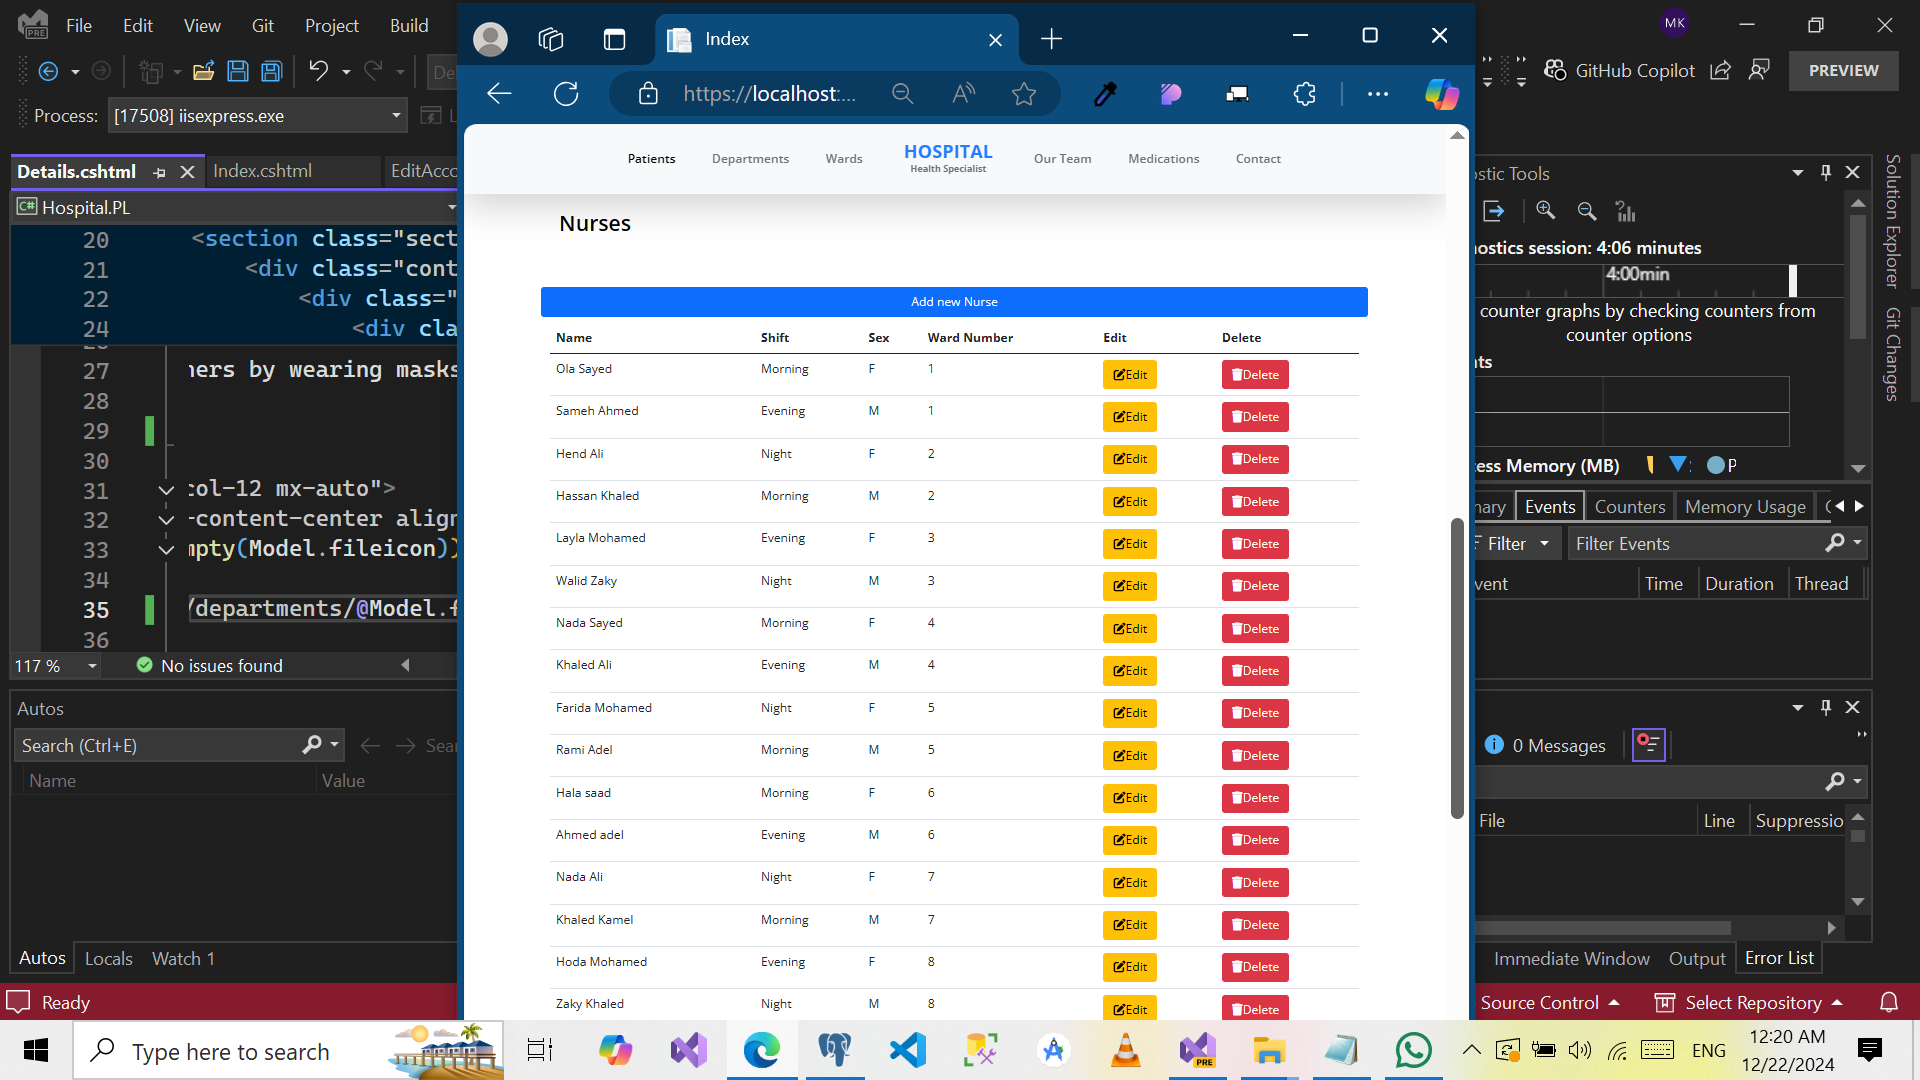 File Edit View Git Project Build
MK
Index
https://localhost:...
GitHub Copilot
PREVIEW
Process: [17508] iisexpress.exe
Details.cshtml
Index.cshtml
EditAcco
C# Hospital.PL
20 <section class="sect
21 <div class="cont
22 <div class="
24 <div cla
27 hers by wearing masks
28
29
30
31 col-12 mx-auto">
32 -content-center align
33 mpty(Model.fileicon))
34
35 /departments/@Model.f
36
117 %
No issues found
Autos
Search (Ctrl+E)
Sear
Name Value
Autos Locals Watch 1
Ready
Patients Departments Wards
HOSPITAL
Health Specialist
Our Team Medications Contact
Nurses
Add new Nurse
Name Shift Sex Ward Number Edit Delete
Ola Sayed Morning F 1 Edit Delete
Sameh Ahmed Evening M 1 Edit Delete
Hend Ali Night F 2 Edit Delete
Hassan Khaled Morning M 2 Edit Delete
Layla Mohamed Evening F 3 Edit Delete
Walid Zaky Night M 3 Edit Delete
Nada Sayed Morning F 4 Edit Delete
Khaled Ali Evening M 4 Edit Delete
Farida Mohamed Night F 5 Edit Delete
Rami Adel Morning M 5 Edit Delete
Hala saad Morning F 6 Edit Delete
Ahmed adel Evening M 6 Edit Delete
Nada Ali Night F 7 Edit Delete
Khaled Kamel Morning M 7 Edit Delete
Hoda Mohamed Evening F 8 Edit Delete
Zaky Khaled Night M 8 Edit Delete
ostic Tools
nostics session: 4:06 minutes
4:00min
counter graphs by checking counters from
counter options
nts
cess Memory (MB)
P
nary Events Counters Memory Usage
Filter
Filter Events
vent Time Duration Thread
0 Messages
File Line Suppressio
Immediate Window Output Error List
Source Control
Select Repository
Solution Explorer
Git Changes
Type here to search
PRE
ENG
12:20 AM
12/22/2024